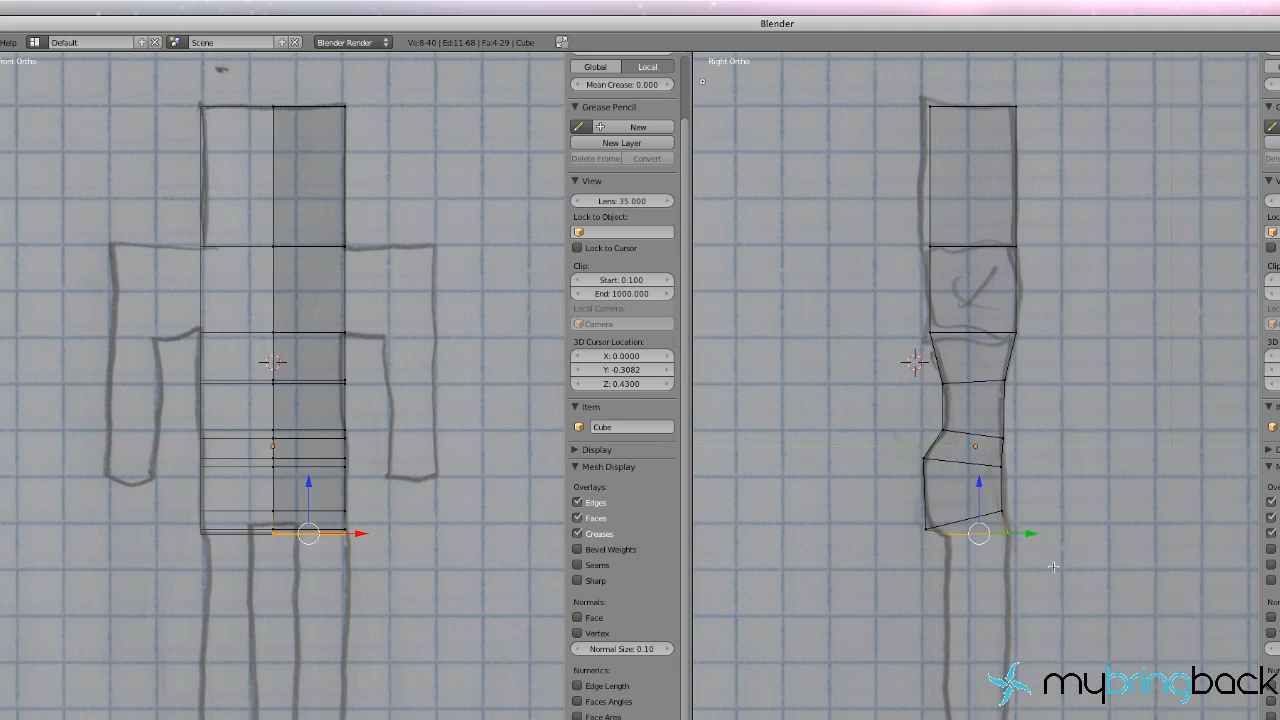 Blender
Help
Default
Scene
Blender Render
Ve:8-40 | Ed:11-68 | Fa:4-29 | Cube
Front Ortho
Global
Local
Mean Crease: 0.000
Grease Pencil
New
New Layer
Delete Frame
Convert
View
Lens: 35.000
Lock to Object:
Lock to Cursor
Clip:
Start: 0.100
End: 1000.000
Local Camera:
Camera
3D Cursor Location:
X: 0.0000
Y: -0.3082
Z: 0.4300
Item
Cube
Display
Mesh Display
Overlays:
Edges
Faces
Creases
Bevel Weights
Seams
Sharp
Normals:
Face
Vertex
Normal Size: 0.10
Numerics:
Edge Length
Faces Angles
Face Area
Right Ortho
mybringback